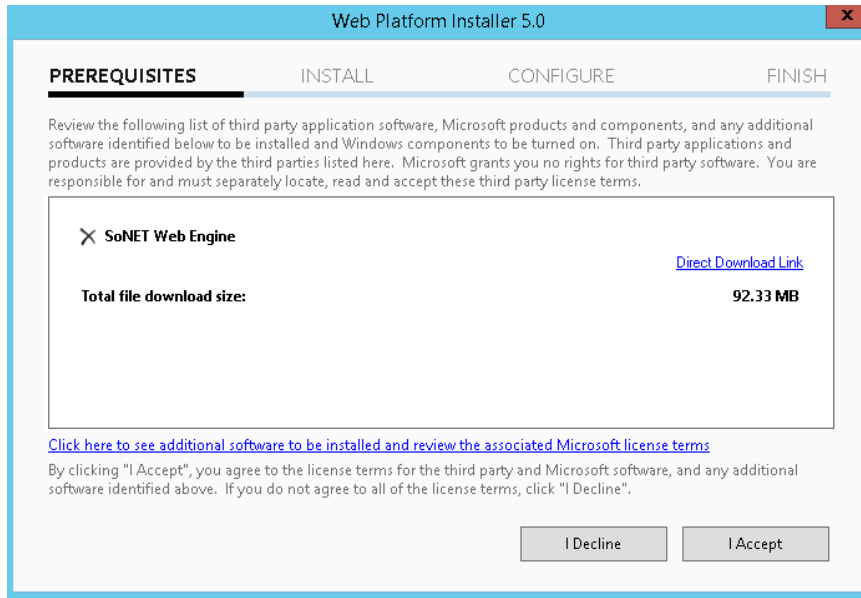 Web Platform Installer 5.0
x
PREREQUISITES INSTALL CONFIGURE FINISH
Review the following list of third party application software, Microsoft products and components, and any additional
software identified below to be installed and Windows components to be turned on. Third party applications and
products are provided by the third parties listed here. Microsoft grants you no rights for third party software. You are
responsible for and must separately locate, read and accept these third party license terms.
SoNET Web Engine
Direct Download Link
Total file download size: 92.33 MB
Click here to see additional software to be installed and review the associated Microsoft license terms
By clicking "I Accept", you agree to the license terms for the third party and Microsoft software, and any additional
software identified above. If you do not agree to all of the license terms, click "I Decline".
I Decline I Accept